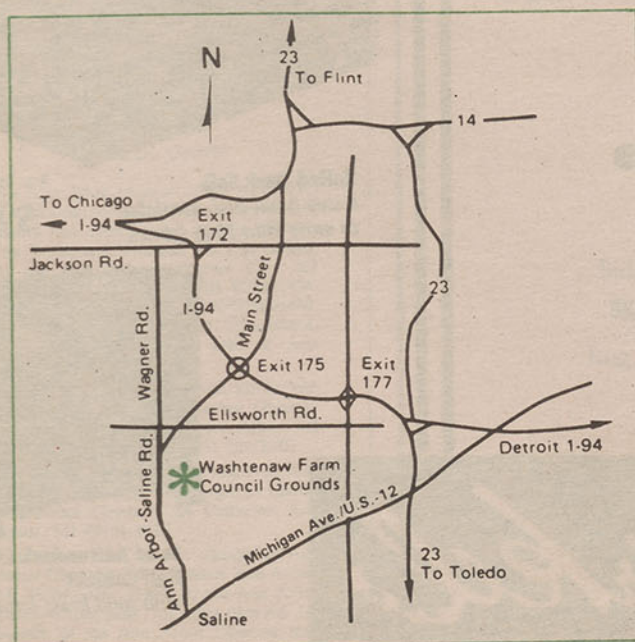 23
To Flint
N
14
To Chicago
I-94
Exit
172
Jackson Rd.
Main Street
23
I-94
Wagner Rd.
Exit 175
Exit
177
Ellsworth Rd.
Detroit 1-94
Washtenaw Farm
Council Grounds
Ann Arbor-Saline Rd.
Michigan Ave./U.S.-12
23
To Toledo
Saline